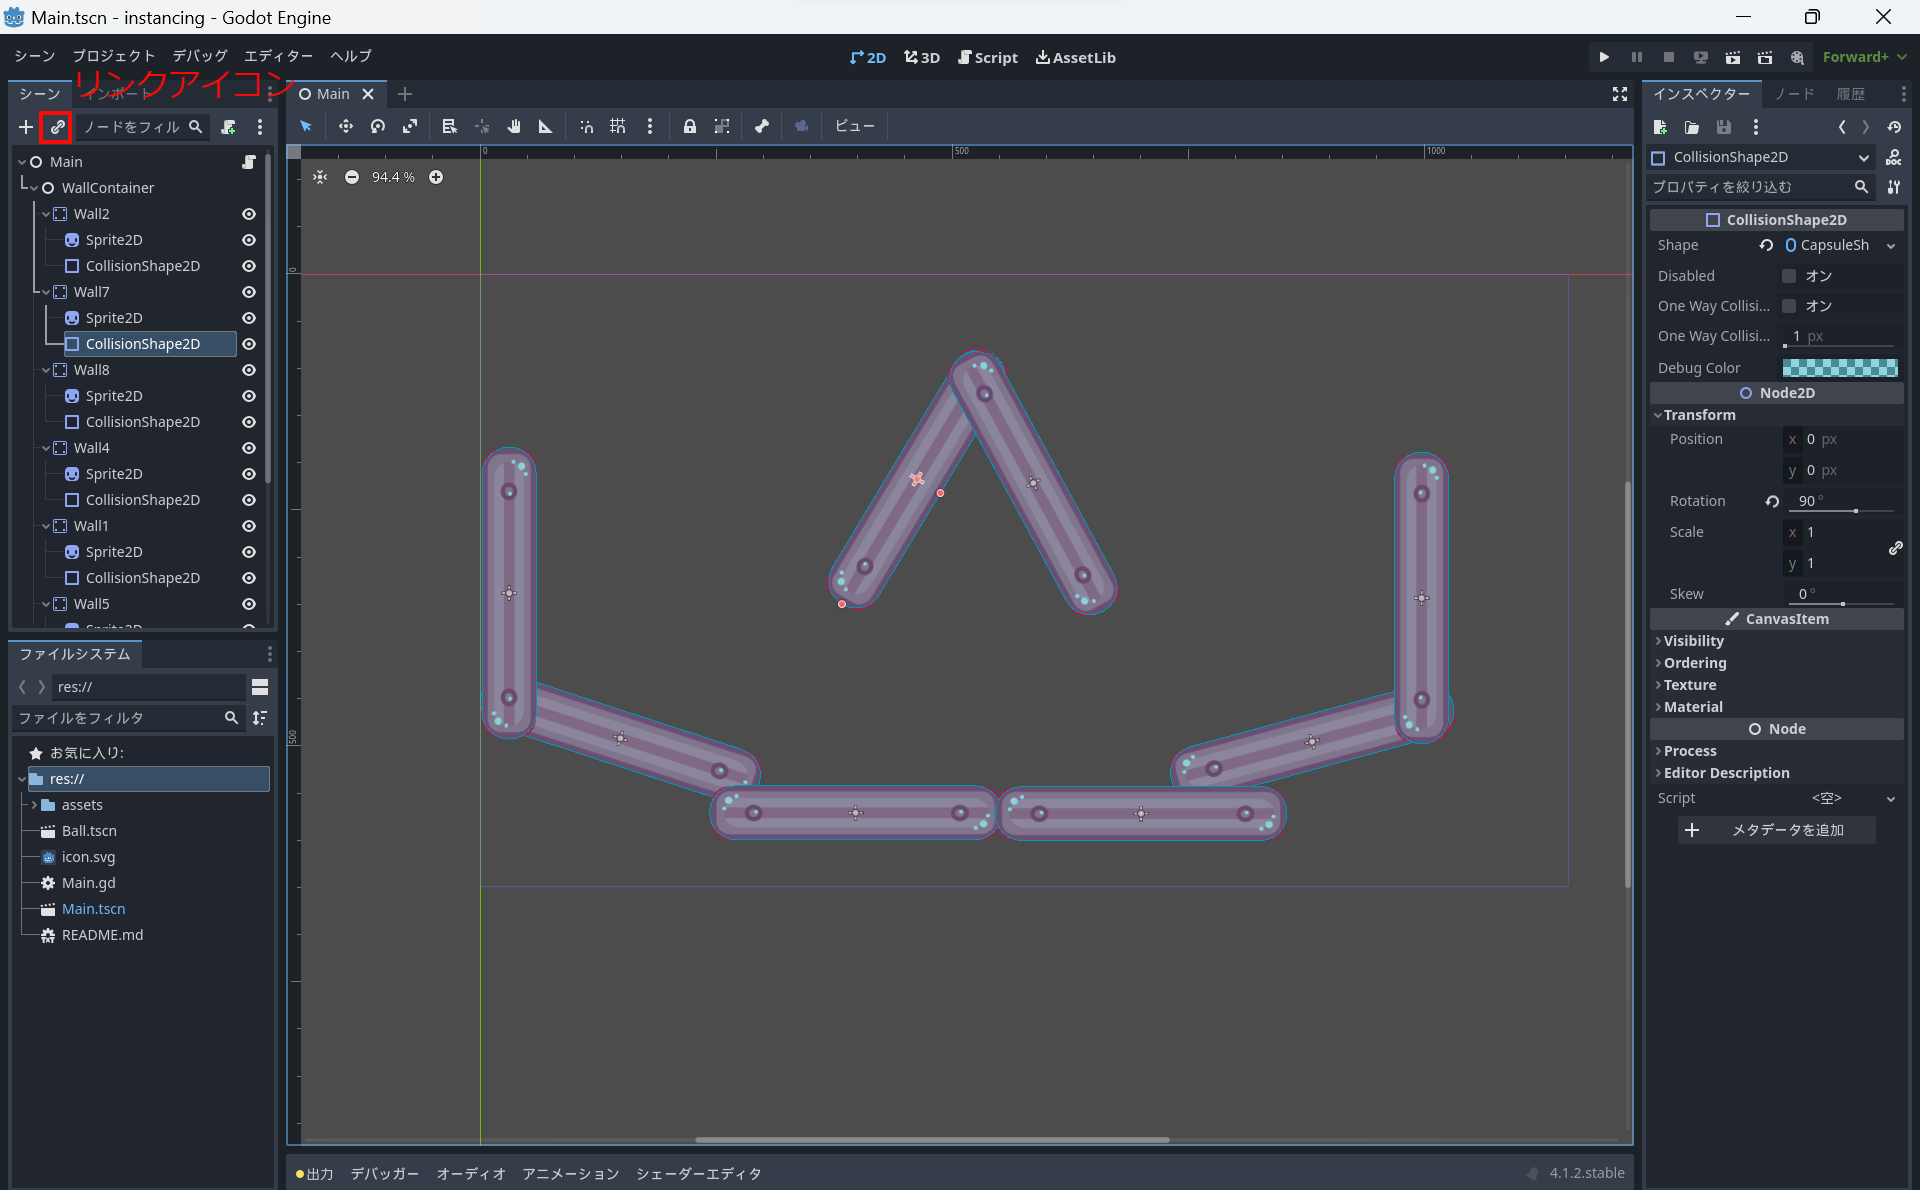 Main.tscn - instancing - Godot Engine
シーン プロジェクト デバッグ エディター ヘルプ
2D 3D Script AssetLib
Forward+
リンクアイコン
シーン インポート
ノードをフィル
Main
WallContainer
Wall2
Sprite2D
CollisionShape2D
Wall7
Sprite2D
CollisionShape2D
Wall8
Sprite2D
CollisionShape2D
Wall4
Sprite2D
CollisionShape2D
Wall1
Sprite2D
CollisionShape2D
Wall5
Sprite2D
ファイルシステム
res://
ファイルをフィルタ
お気に入り:
res://
assets
Ball.tscn
icon.svg
Main.gd
Main.tscn
README.md
Main
ビュー
0 500 1000
94.4 %
0
500
出力 デバッガー オーディオ アニメーション シェーダーエディタ
4.1.2.stable
インスペクター ノード 履歴
CollisionShape2D
プロパティを絞り込む
CollisionShape2D
Shape CapsuleSh
Disabled オン
One Way Collisi... オン
One Way Collisi... 1 px
Debug Color
Node2D
Transform
Position x 0 px
y 0 px
Rotation 90 °
Scale x 1
y 1
Skew 0 °
CanvasItem
Visibility
Ordering
Texture
Material
Node
Process
Editor Description
Script <空>
メタデータを追加